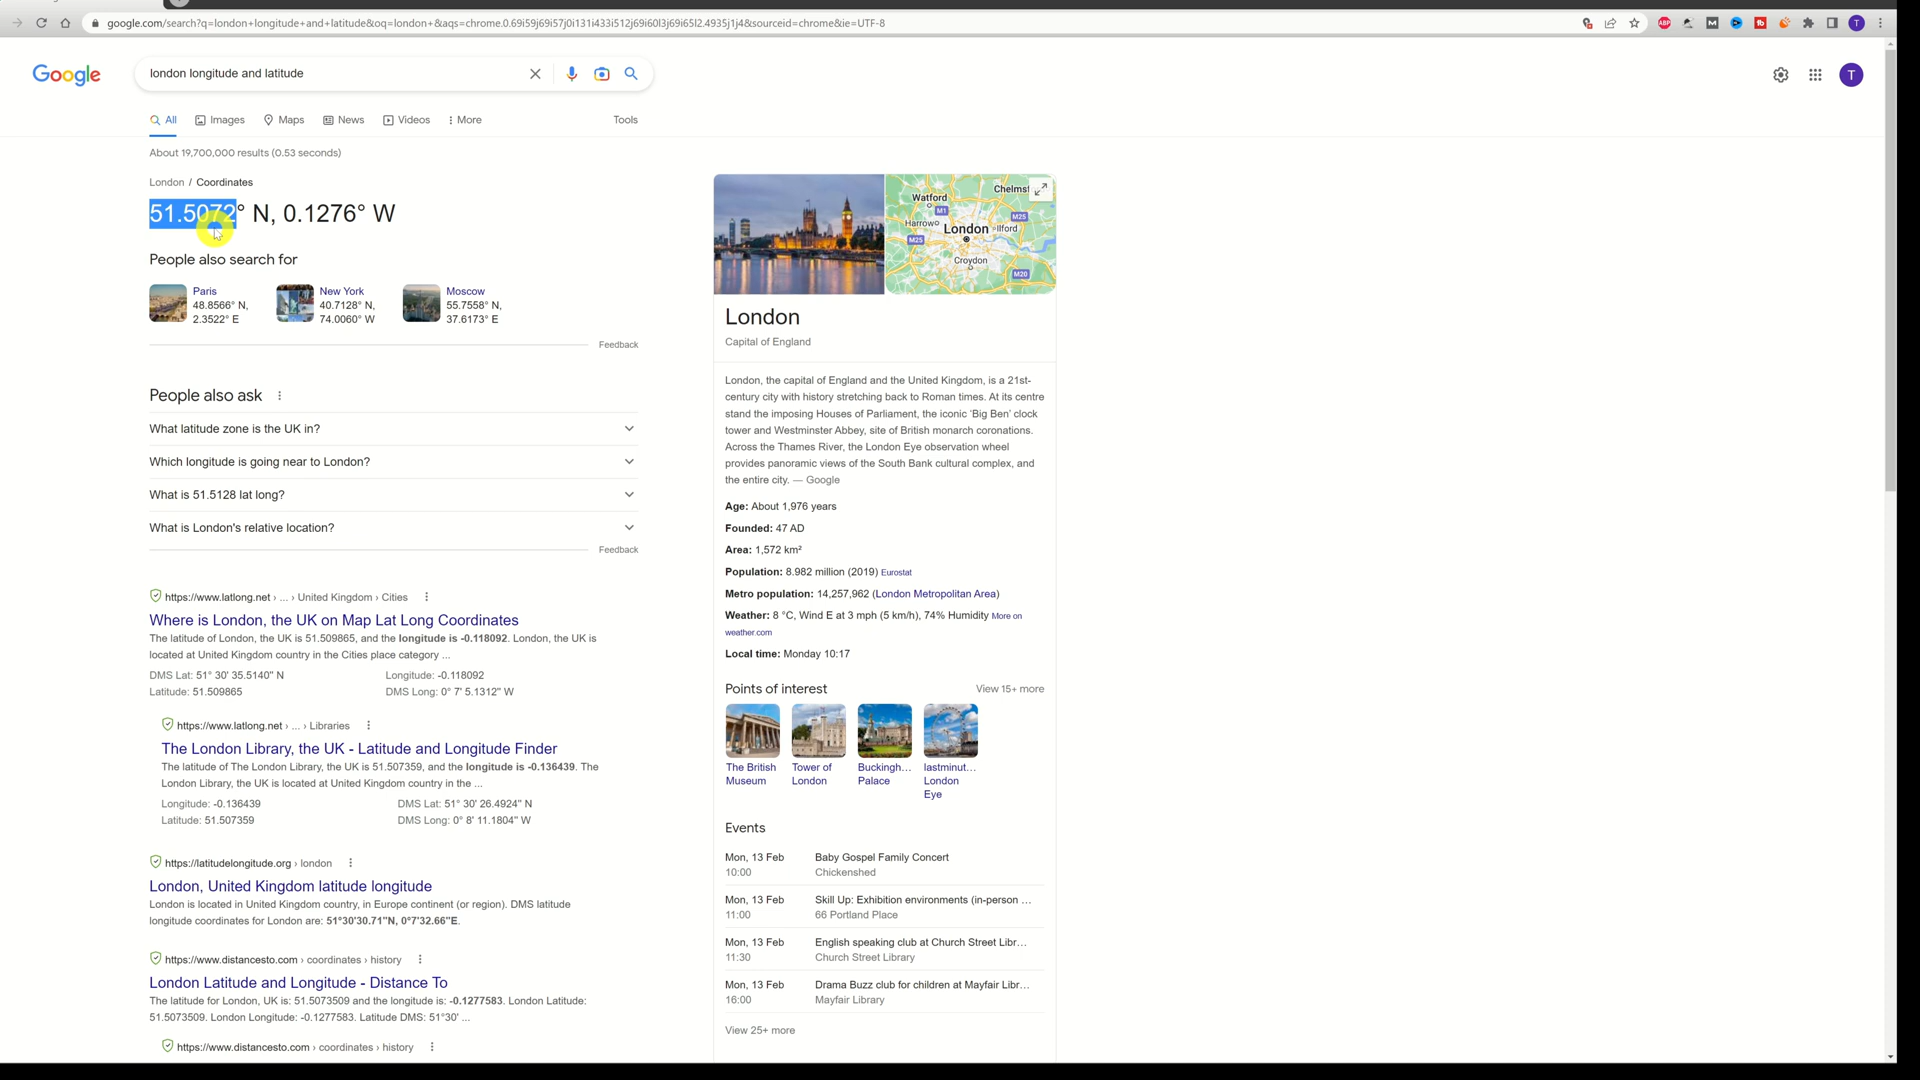 google.com/search?q=london+longitude+and+latitude&oq=london+&aqs=chrome.0.69i59j69i57j0i131i433i512j69i60l3j69i65l2.4935j1j4&sourceid=chrome&ie=UTF-8
ABP
T
Google
london longitude and latitude
T
All
Images
Maps
News
Videos
More
Tools
About 19,700,000 results (0.53 seconds)
London / Coordinates
51.5072° N, 0.1276° W
People also search for
Paris
48.8566° N,
2.3522° E
New York
40.7128° N,
74.0060° W
Moscow
55.7558° N,
37.6173° E
Feedback
People also ask
What latitude zone is the UK in?
Which longitude is going near to London?
What is 51.5128 lat long?
What is London's relative location?
Feedback
https://www.latlong.net › ... › United Kingdom › Cities
Where is London, the UK on Map Lat Long Coordinates
The latitude of London, the UK is 51.509865, and the longitude is -0.118092. London, the UK is
located at United Kingdom country in the Cities place category ...
DMS Lat: 51° 30' 35.5140'' N
Longitude: -0.118092
Latitude: 51.509865
DMS Long: 0° 7' 5.1312'' W
https://www.latlong.net › ... › Libraries
The London Library, the UK - Latitude and Longitude Finder
The latitude of The London Library, the UK is 51.507359, and the longitude is -0.136439. The
London Library, the UK is located at United Kingdom country in the ...
Longitude: -0.136439
DMS Lat: 51° 30' 26.4924'' N
Latitude: 51.507359
DMS Long: 0° 8' 11.1804'' W
https://latitudelongitude.org › london
London, United Kingdom latitude longitude
London is located in United Kingdom country, in Europe continent (or region). DMS latitude
longitude coordinates for London are: 51°30'30.71"N, 0°7'32.66"E.
https://www.distancesto.com › coordinates › history
London Latitude and Longitude - Distance To
The latitude for London, UK is: 51.5073509 and the longitude is: -0.1277583. London Latitude:
51.5073509. London Longitude: -0.1277583. Latitude DMS: 51°30' ...
https://www.distancesto.com › coordinates › history
Chelmsf
Watford
M1
M25
Harrow
London
Ilford
M25
Croydon
M20
London
Capital of England
London, the capital of England and the United Kingdom, is a 21st-
century city with history stretching back to Roman times. At its centre
stand the imposing Houses of Parliament, the iconic 'Big Ben' clock
tower and Westminster Abbey, site of British monarch coronations.
Across the Thames River, the London Eye observation wheel
provides panoramic views of the South Bank cultural complex, and
the entire city. — Google
Age: About 1,976 years
Founded: 47 AD
Area: 1,572 km²
Population: 8.982 million (2019) Eurostat
Metro population: 14,257,962 (London Metropolitan Area)
Weather: 8 °C, Wind E at 3 mph (5 km/h), 74% Humidity More on
weather.com
Local time: Monday 10:17
Points of interest
View 15+ more
The British
Museum
Tower of
London
Buckingh...
Palace
lastminut...
London
Eye
Events
Mon, 13 Feb
Baby Gospel Family Concert
10:00
Chickenshed
Mon, 13 Feb
Skill Up: Exhibition environments (in-person ...
11:00
66 Portland Place
Mon, 13 Feb
English speaking club at Church Street Libr...
11:30
Church Street Library
Mon, 13 Feb
Drama Buzz club for children at Mayfair Libr...
16:00
Mayfair Library
View 25+ more